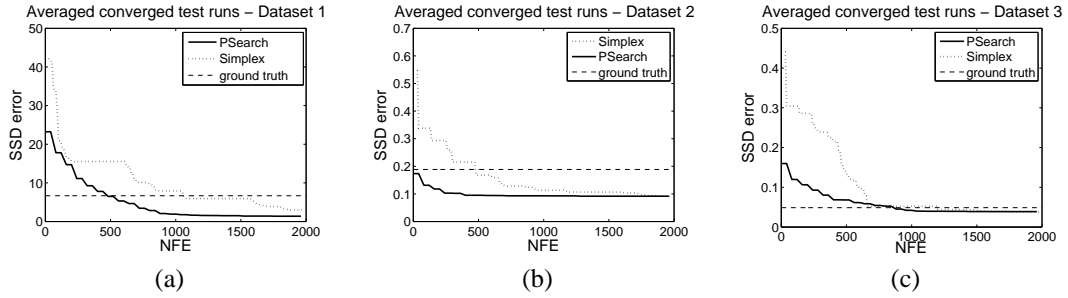 Averaged converged test runs – Dataset 1
50
40
30
20
10
0
0
500
1000
1500
2000
SSD error
NFE
PSearch
Simplex
ground truth
(a)
Averaged converged test runs – Dataset 2
0.7
0.6
0.5
0.4
0.3
0.2
0.1
0
0
500
1000
1500
2000
SSD error
NFE
Simplex
PSearch
ground truth
(b)
Averaged converged test runs – Dataset 3
0.5
0.4
0.3
0.2
0.1
0
0
500
1000
1500
2000
SSD error
NFE
PSearch
Simplex
ground truth
(c)